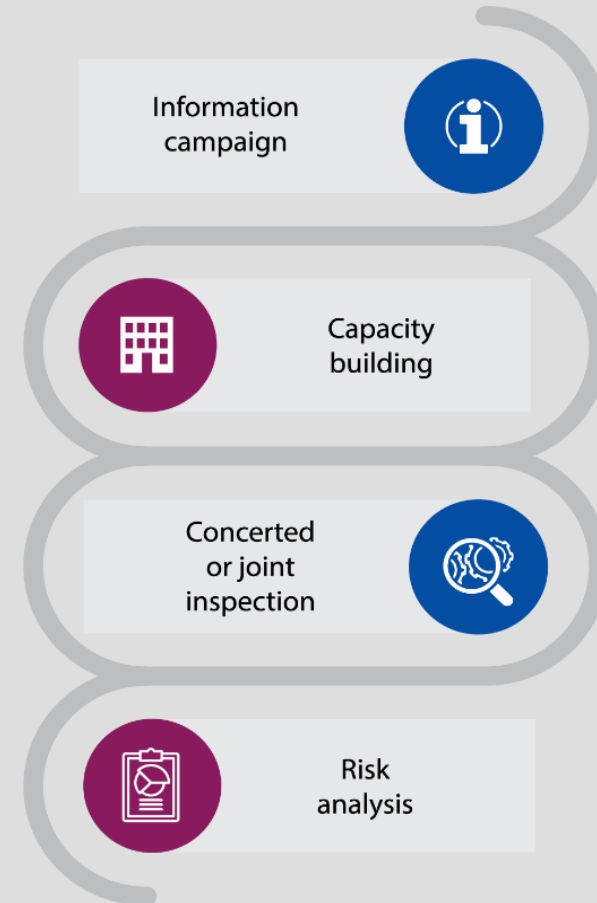 Information
campaign
Capacity
building
Concerted
or joint
inspection
Risk
analysis